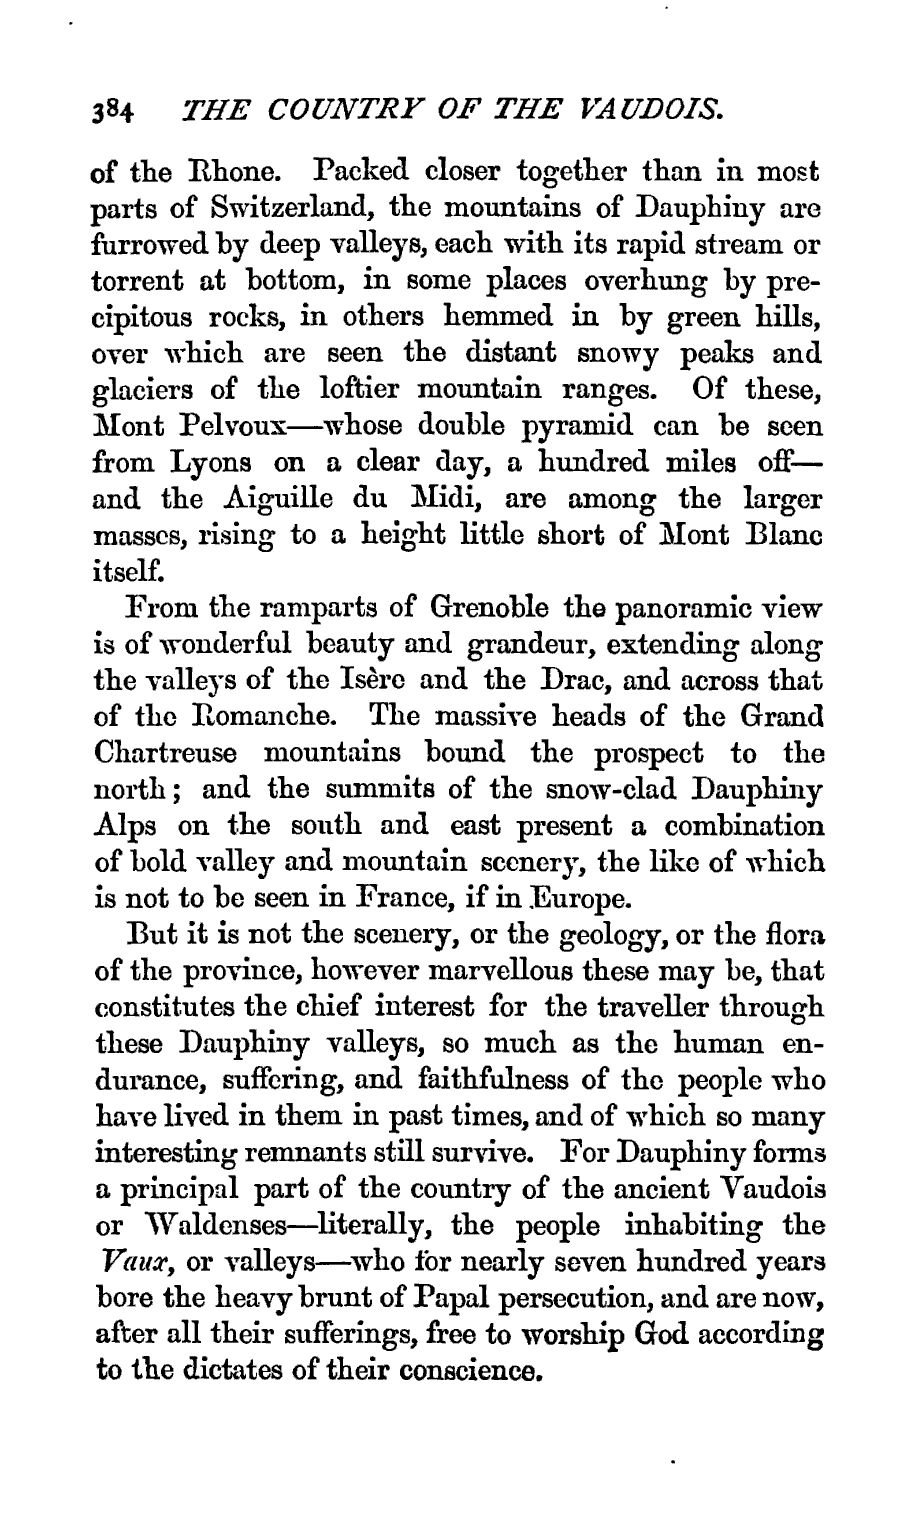 384 THE COUNTRY OF THE VAUDOIS.
of the Rhone. Packed closer together than in most
parts of Switzerland, the mountains of Dauphiny are
furrowed by deep valleys, each with its rapid stream or
torrent at bottom, in some places overhung by pre-
cipitous rocks, in others hemmed in by green hills,
over which are seen the distant snowy peaks and
glaciers of the loftier mountain ranges. Of these,
Mont Pelvoux—whose double pyramid can be seen
from Lyons on a clear day, a hundred miles off—
and the Aiguille du Midi, are among the larger
masses, rising to a height little short of Mont Blanc
itself.
From the ramparts of Grenoble the panoramic view
is of wonderful beauty and grandeur, extending along
the valleys of the Isère and the Drac, and across that
of the Romanche. The massive heads of the Grand
Chartreuse mountains bound the prospect to the
north; and the summits of the snow-clad Dauphiny
Alps on the south and east present a combination
of bold valley and mountain scenery, the like of which
is not to be seen in France, if in Europe.
But it is not the scenery, or the geology, or the flora
of the province, however marvellous these may be, that
constitutes the chief interest for the traveller through
these Dauphiny valleys, so much as the human en-
durance, suffering, and faithfulness of the people who
have lived in them in past times, and of which so many
interesting remnants still survive. For Dauphiny forms
a principal part of the country of the ancient Vaudois
or Waldenses—literally, the people inhabiting the
Vaux, or valleys—who for nearly seven hundred years
bore the heavy brunt of Papal persecution, and are now,
after all their sufferings, free to worship God according
to the dictates of their conscience.